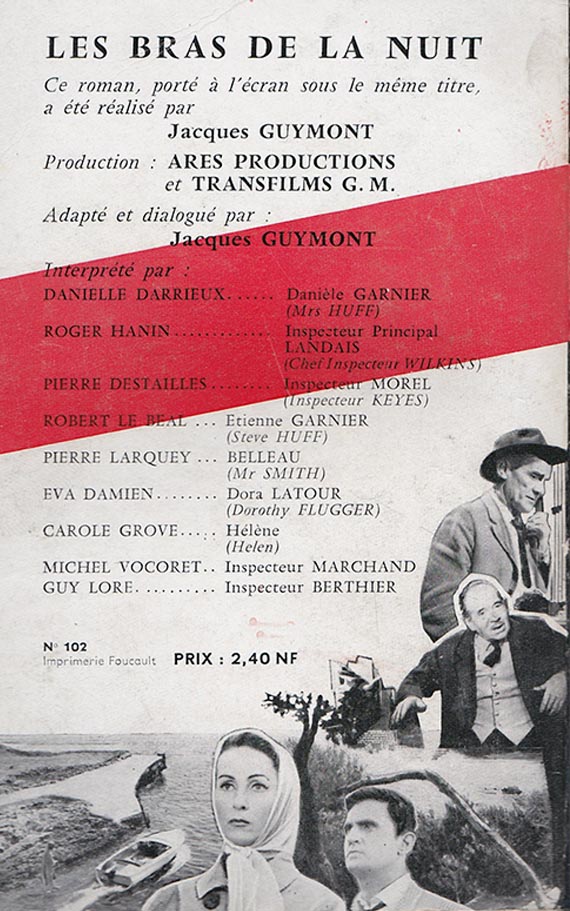 LES BRAS DE LA NUIT
Ce roman, porté à l'écran sous le même titre,
a été réalisé par
Jacques GUYMONT
Production : ARES PRODUCTIONS
et TRANSFILMS G. M.
Adapté et dialogué par :
Jacques GUYMONT
Interprété par :
DANIELLE DARRIEUX...... Danièle GARNIER
(Mrs HUFF)
ROGER HANIN............. Inspecteur Principal
LANDAIS
(Chef Inspecteur WILKINS)
PIERRE DESTAILLES........ Inspecteur MOREL
(Inspecteur KEYES)
ROBERT LE BEAL ... Etienne GARNIER
(Steve HUFF)
PIERRE LARQUEY ... BELLEAU
(Mr SMITH)
EVA DAMIEN........ Dora LATOUR
(Dorothy FLUGGER)
CAROLE GROVE..... Hélène
(Helen)
MICHEL VOCORET.. Inspecteur MARCHAND
GUY LORE.......... Inspecteur BERTHIER
N° 102
Imprimerie Foucault
PRIX : 2,40 NF